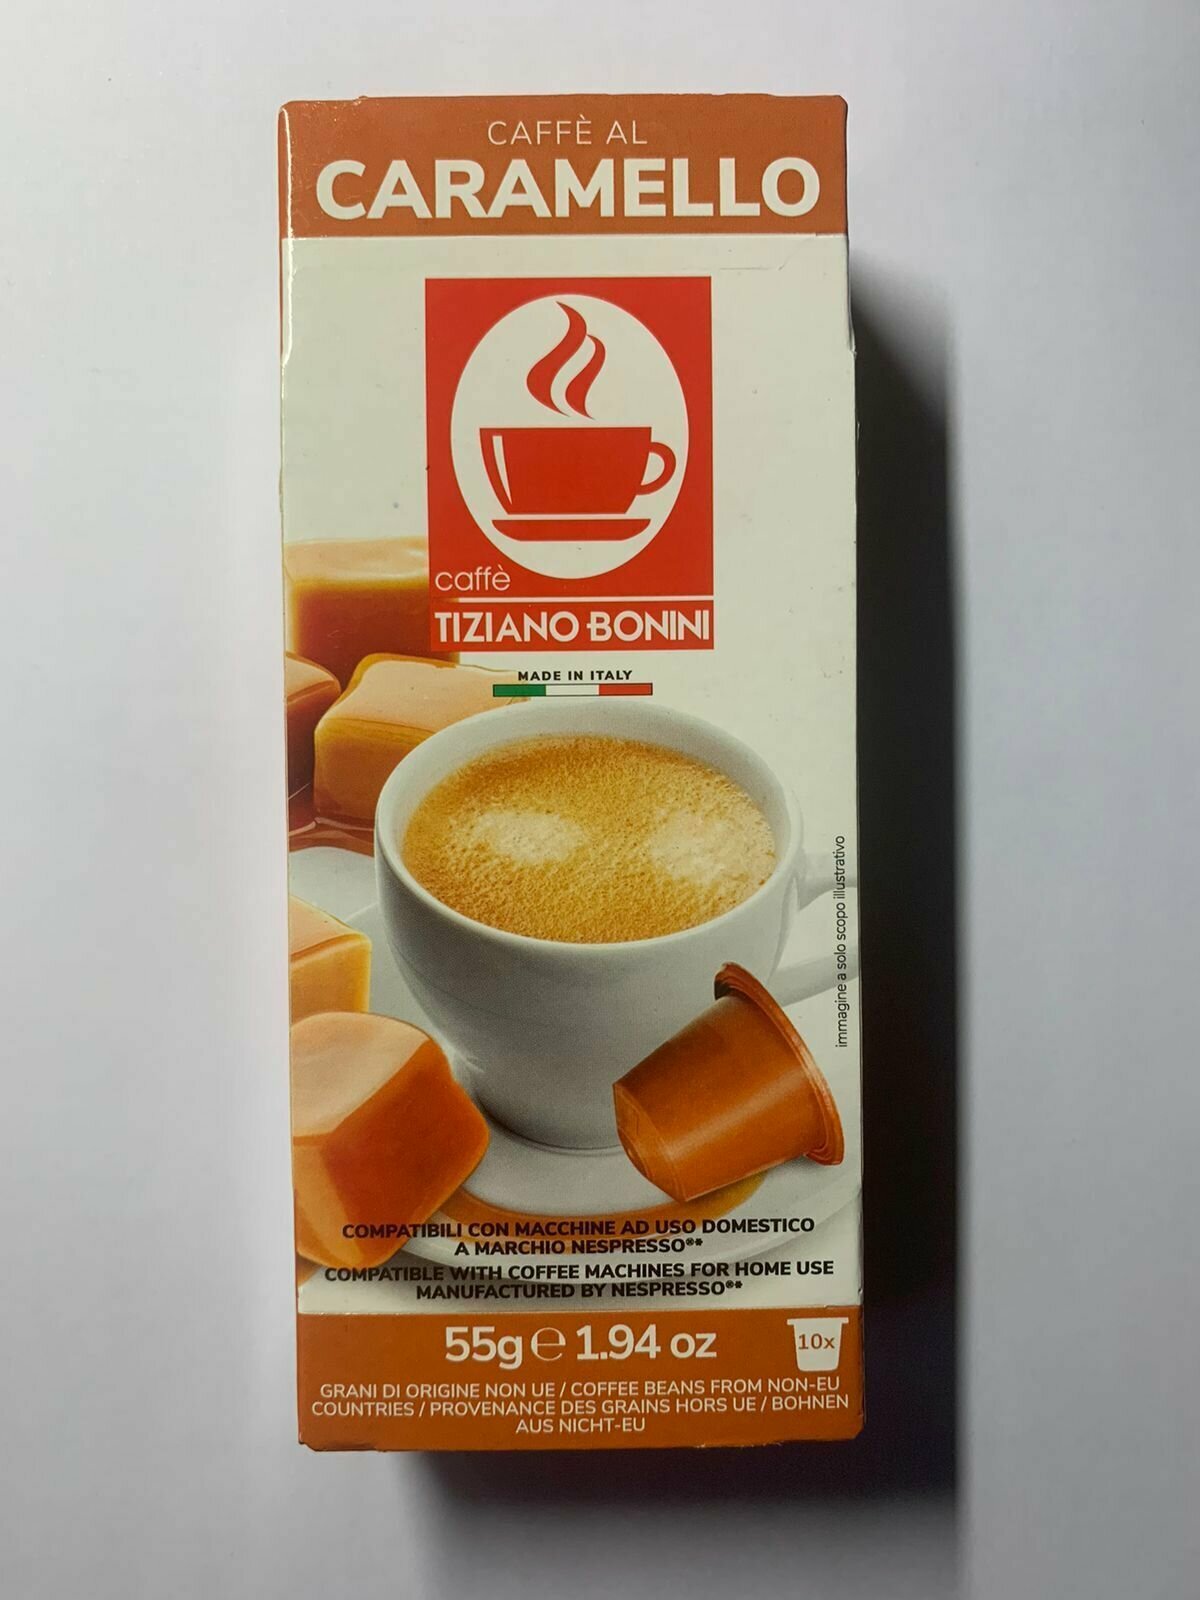 CAFFÈ AL
CARAMELLO
caffè
TIZIANO BONINI
MADE IN ITALY
immagine a solo scopo illustrativo
COMPATIBILI CON MACCHINE AD USO DOMESTICO
A MARCHIO NESPRESSO®*
COMPATIBLE WITH COFFEE MACHINES FOR HOME USE
MANUFACTURED BY NESPRESSO®*
55g ℮ 1.94 oz
10x
GRANI DI ORIGINE NON UE / COFFEE BEANS FROM NON-EU
COUNTRIES / PROVENANCE DES GRAINS HORS UE / BOHNEN
AUS NICHT-EU